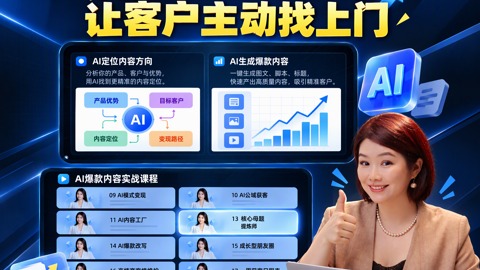 让客户主动找上门
AI定位内容方向
分析你的产品、客户与优势,
用AI找到更精准的内容定位。
产品优势
目标客户
AI
内容定位
变现路径
AI生成爆款内容
一键生成图文、脚本、标题,
快速产出高质量内容,吸引精准客户。
AI
AI爆款内容实战课程
09 AI模式变现
10 AI公域获客
11 AI内容工厂
13 核心母题
提炼师
14 AI爆款改写
15 成长型朋友圈